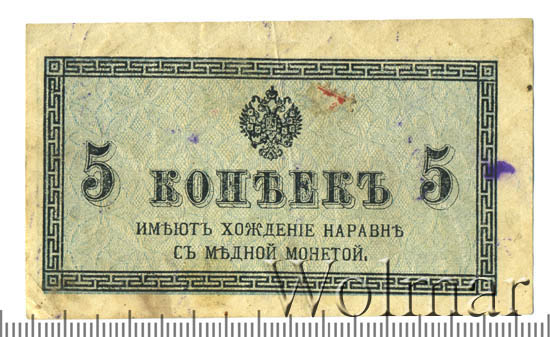 5 КОПѢЕКЪ 5
ИМѢЮТЪ ХОЖДЕНІЕ НАРАВНѢ
СЪ МѢДНОЙ МОНЕТОЙ.
Wolmar